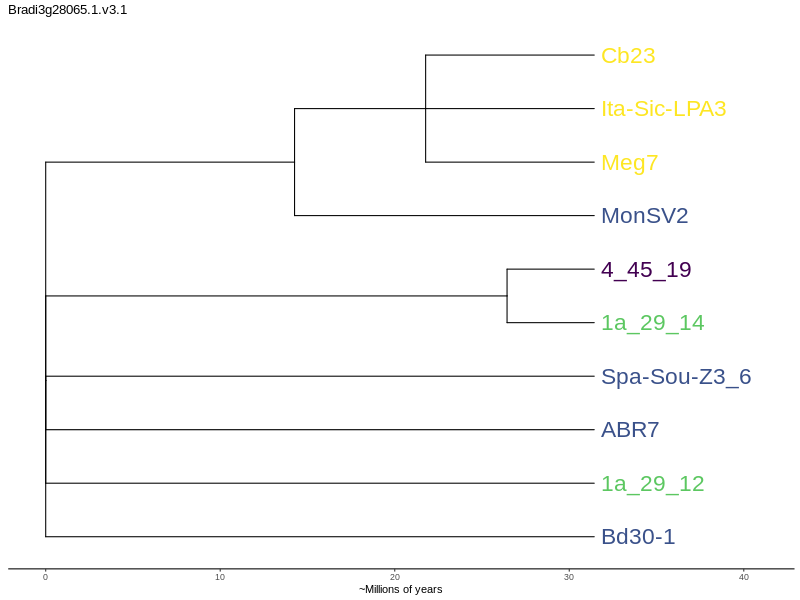 Bradi3g28065.1.v3.1
Cb23
Ita-Sic-LPA3
Meg7
MonSV2
4_45_19
1a_29_14
Spa-Sou-Z3_6
ABR7
1a_29_12
Bd30-1
0 10 20 30 40
~Millions of years